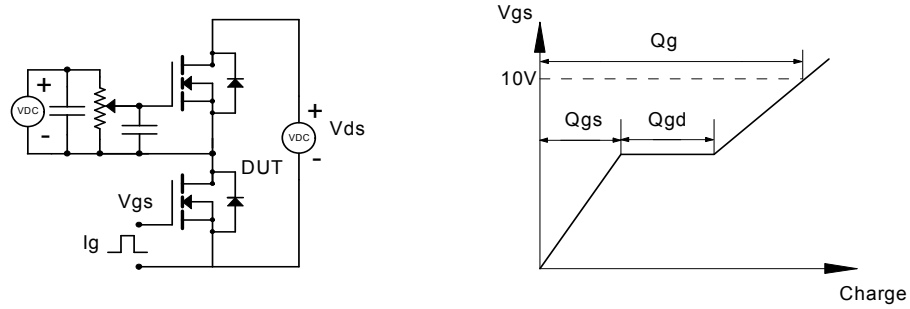 +
VDC
-
DUT
Vgs
Ig
+
VDC
-
Vds
Vgs
Qg
10V
Qgs
Qgd
Charge